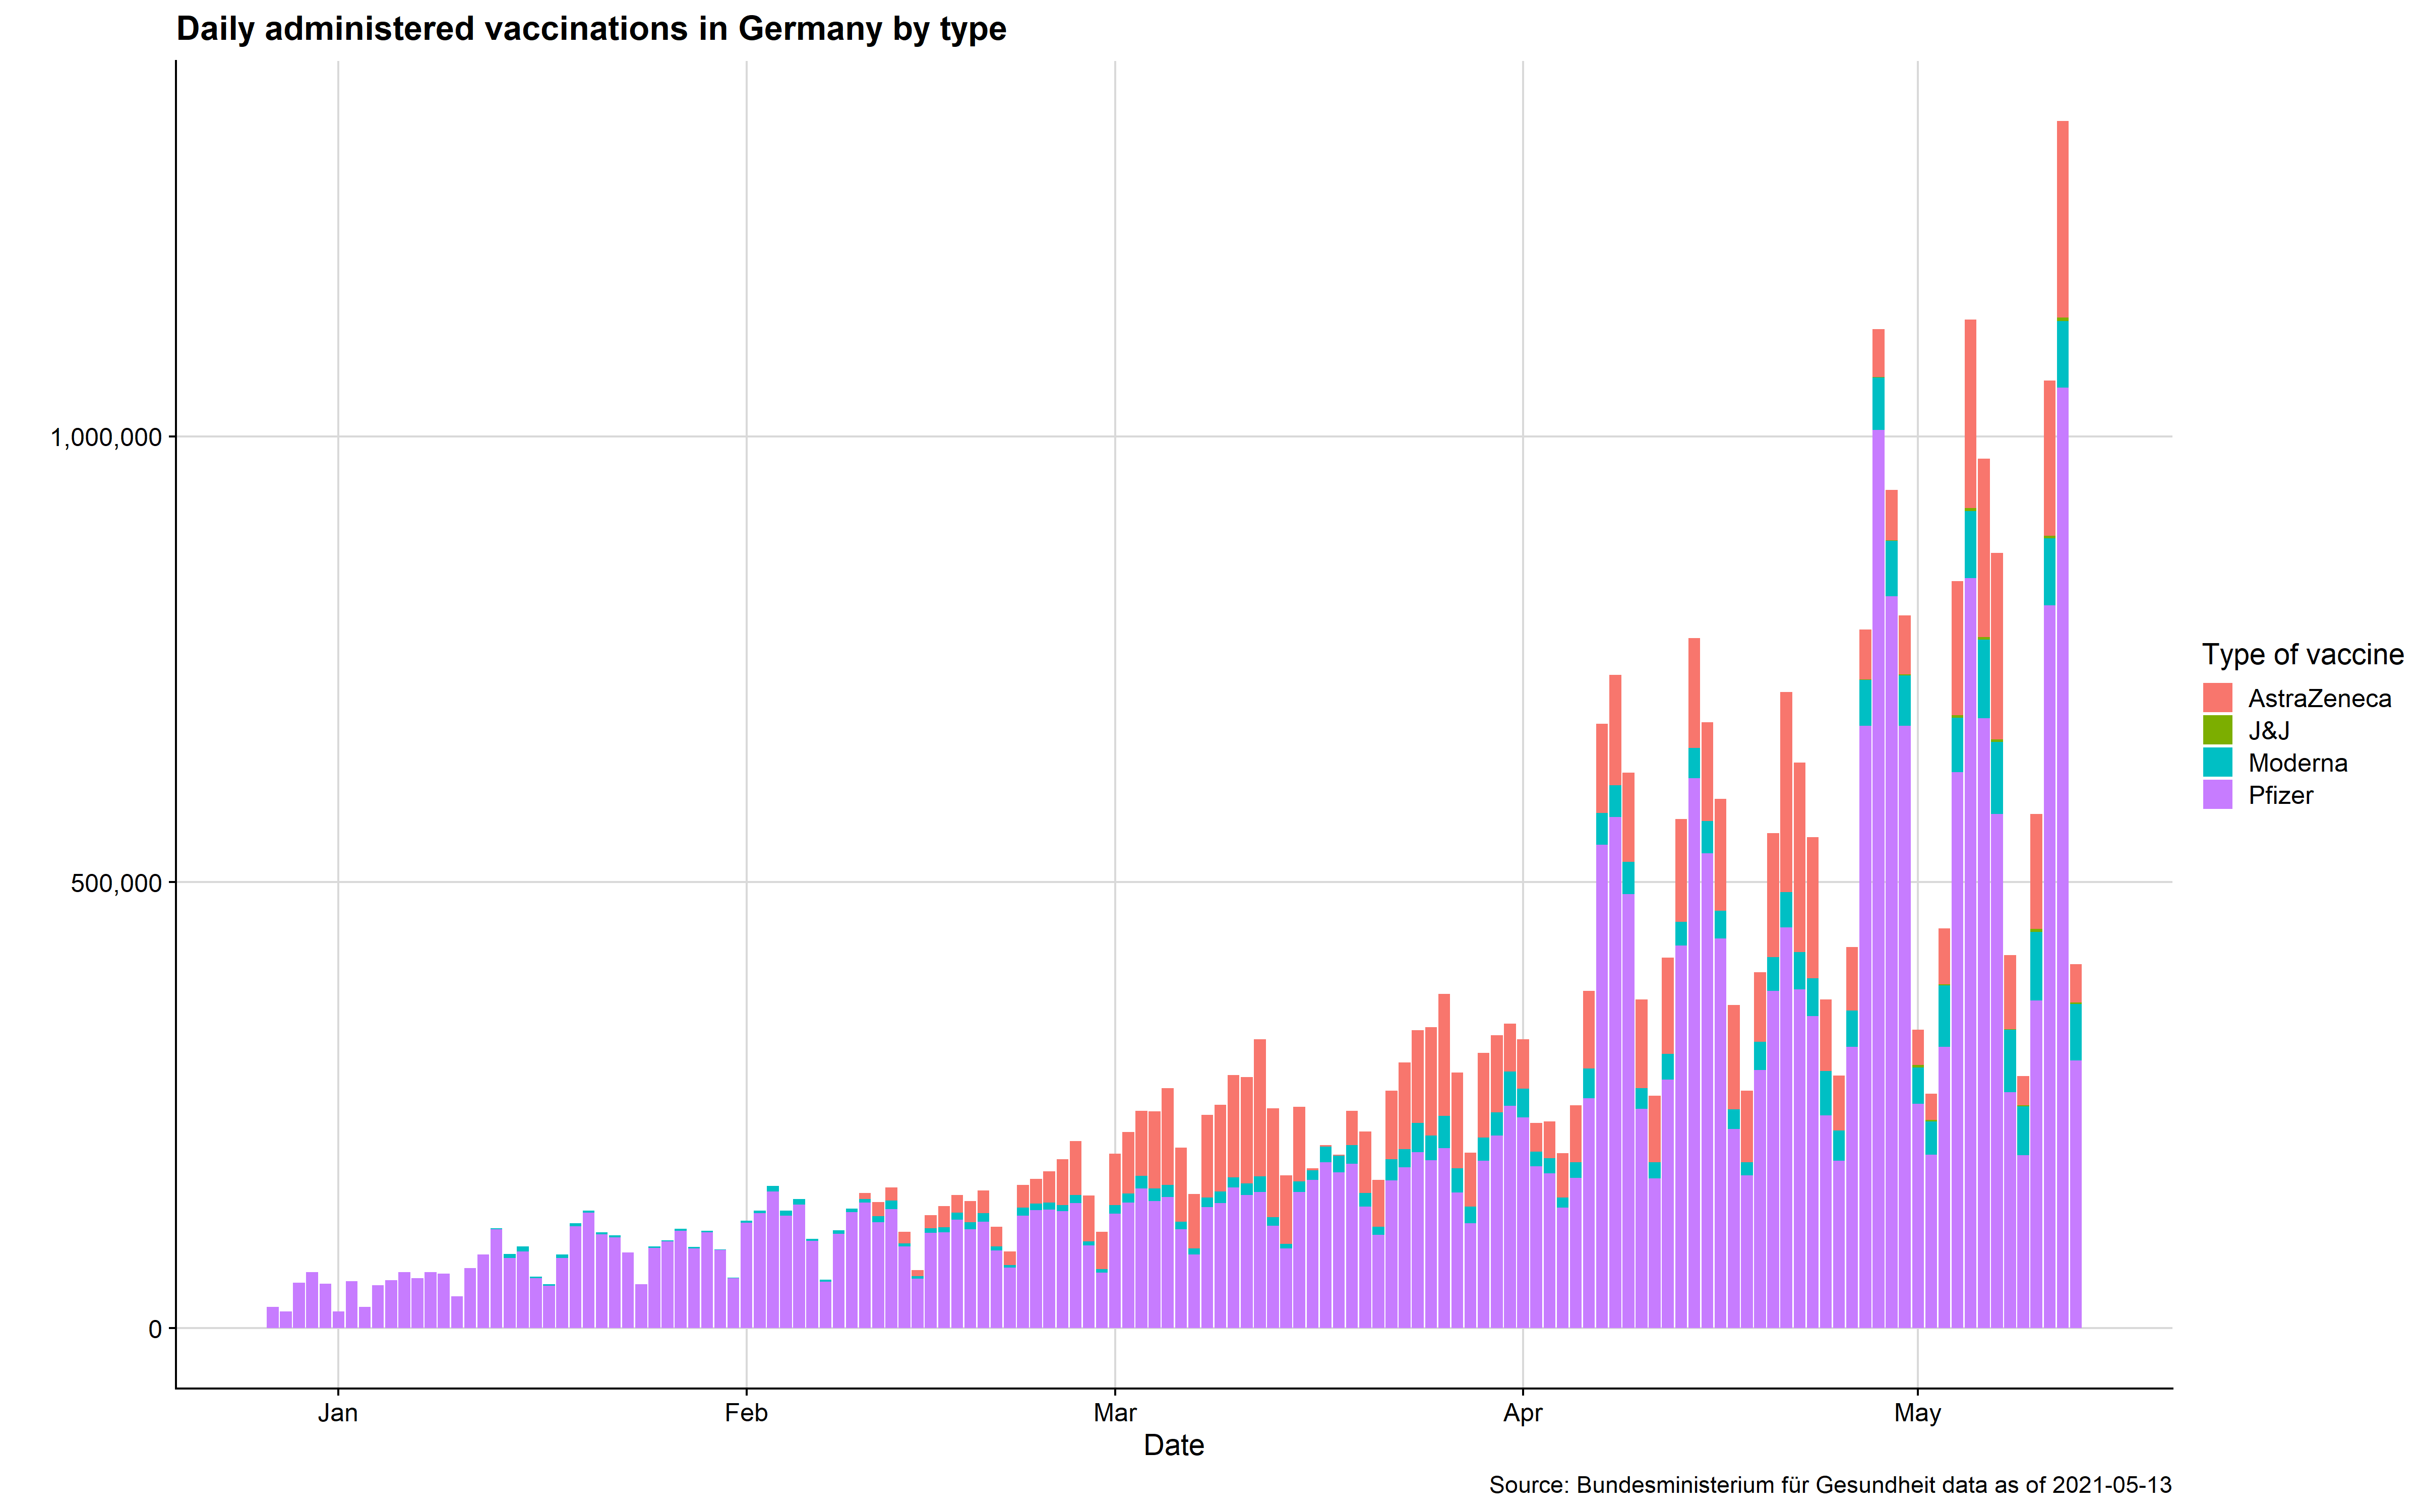 Daily administered vaccinations in Germany by type
1,000,000
500,000
0
Jan
Feb
Mar
Apr
May
Date
Type of vaccine
AstraZeneca
J&J
Moderna
Pfizer
Source: Bundesministerium für Gesundheit data as of 2021-05-13